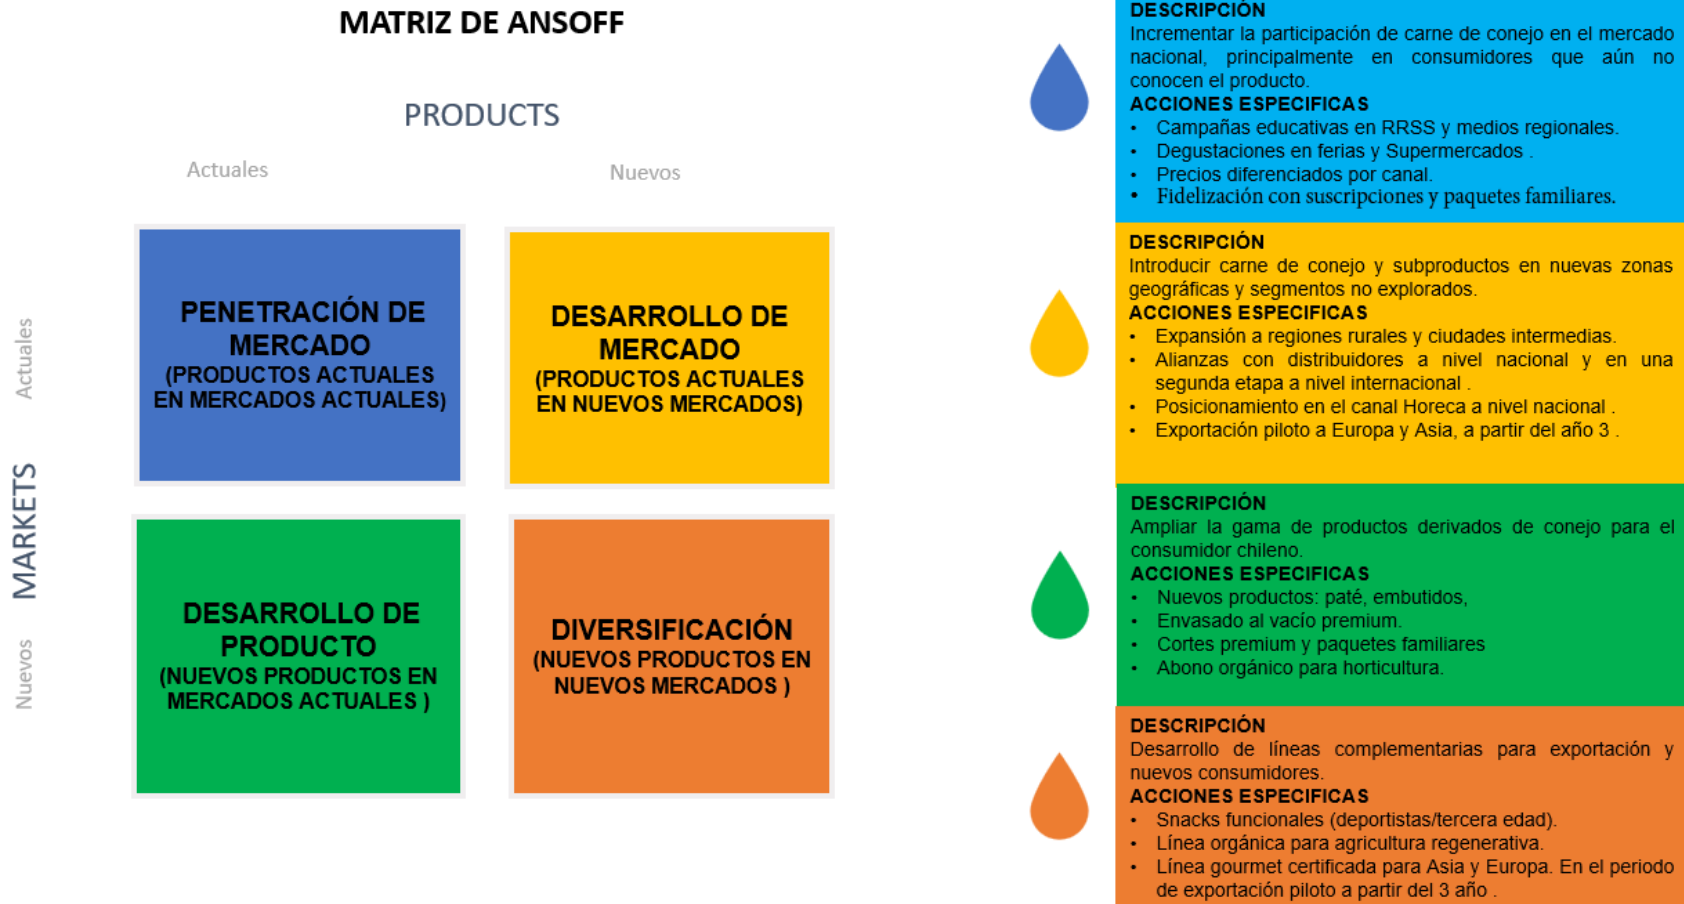 MATRIZ DE ANSOFF
PRODUCTS
Actuales
Nuevos
MARKETS
Actuales
Nuevos
PENETRACIÓN DE
MERCADO
(PRODUCTOS ACTUALES
EN MERCADOS ACTUALES)
DESARROLLO DE
MERCADO
(PRODUCTOS ACTUALES
EN NUEVOS MERCADOS)
DESARROLLO DE
PRODUCTO
(NUEVOS PRODUCTOS EN
MERCADOS ACTUALES )
DIVERSIFICACIÓN
(NUEVOS PRODUCTOS EN
NUEVOS MERCADOS )
DESCRIPCIÓN
Incrementar la participación de carne de conejo en el mercado
nacional, principalmente en consumidores que aún no
conocen el producto.
ACCIONES ESPECIFICAS
• Campañas educativas en RRSS y medios regionales.
• Degustaciones en ferias y Supermercados .
• Precios diferenciados por canal.
• Fidelización con suscripciones y paquetes familiares.
DESCRIPCIÓN
Introducir carne de conejo y subproductos en nuevas zonas
geográficas y segmentos no explorados.
ACCIONES ESPECIFICAS
• Expansión a regiones rurales y ciudades intermedias.
• Alianzas con distribuidores a nivel nacional y en una
segunda etapa a nivel internacional .
• Posicionamiento en el canal Horeca a nivel nacional .
• Exportación piloto a Europa y Asia, a partir del año 3 .
DESCRIPCIÓN
Ampliar la gama de productos derivados de conejo para el
consumidor chileno.
ACCIONES ESPECIFICAS
• Nuevos productos: paté, embutidos,
• Envasado al vacío premium.
• Cortes premium y paquetes familiares
• Abono orgánico para horticultura.
DESCRIPCIÓN
Desarrollo de líneas complementarias para exportación y
nuevos consumidores.
ACCIONES ESPECIFICAS
• Snacks funcionales (deportistas/tercera edad).
• Línea orgánica para agricultura regenerativa.
• Línea gourmet certificada para Asia y Europa. En el periodo
de exportación piloto a partir del 3 año .